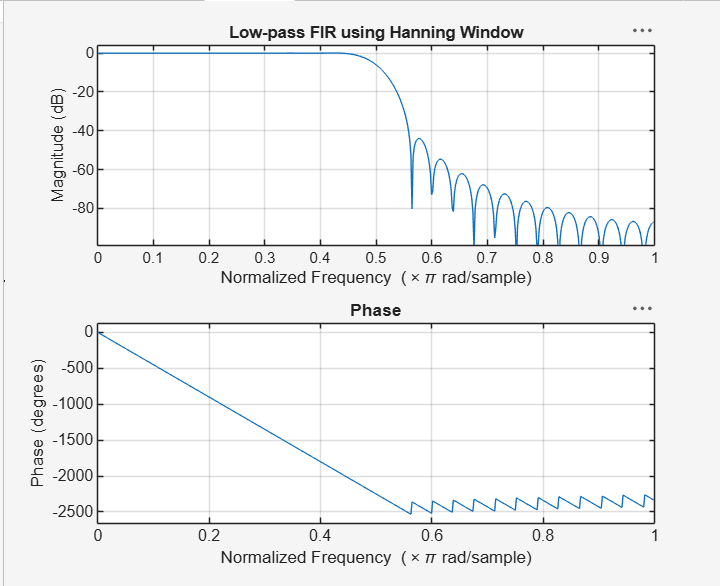 Low-pass FIR using Hanning Window
0
-20
-40
-60
-80
Magnitude (dB)
0 0.1 0.2 0.3 0.4 0.5 0.6 0.7 0.8 0.9 1
Normalized Frequency (× π rad/sample)
Phase
0
-500
-1000
-1500
-2000
-2500
Phase (degrees)
0 0.2 0.4 0.6 0.8 1
Normalized Frequency (× π rad/sample)